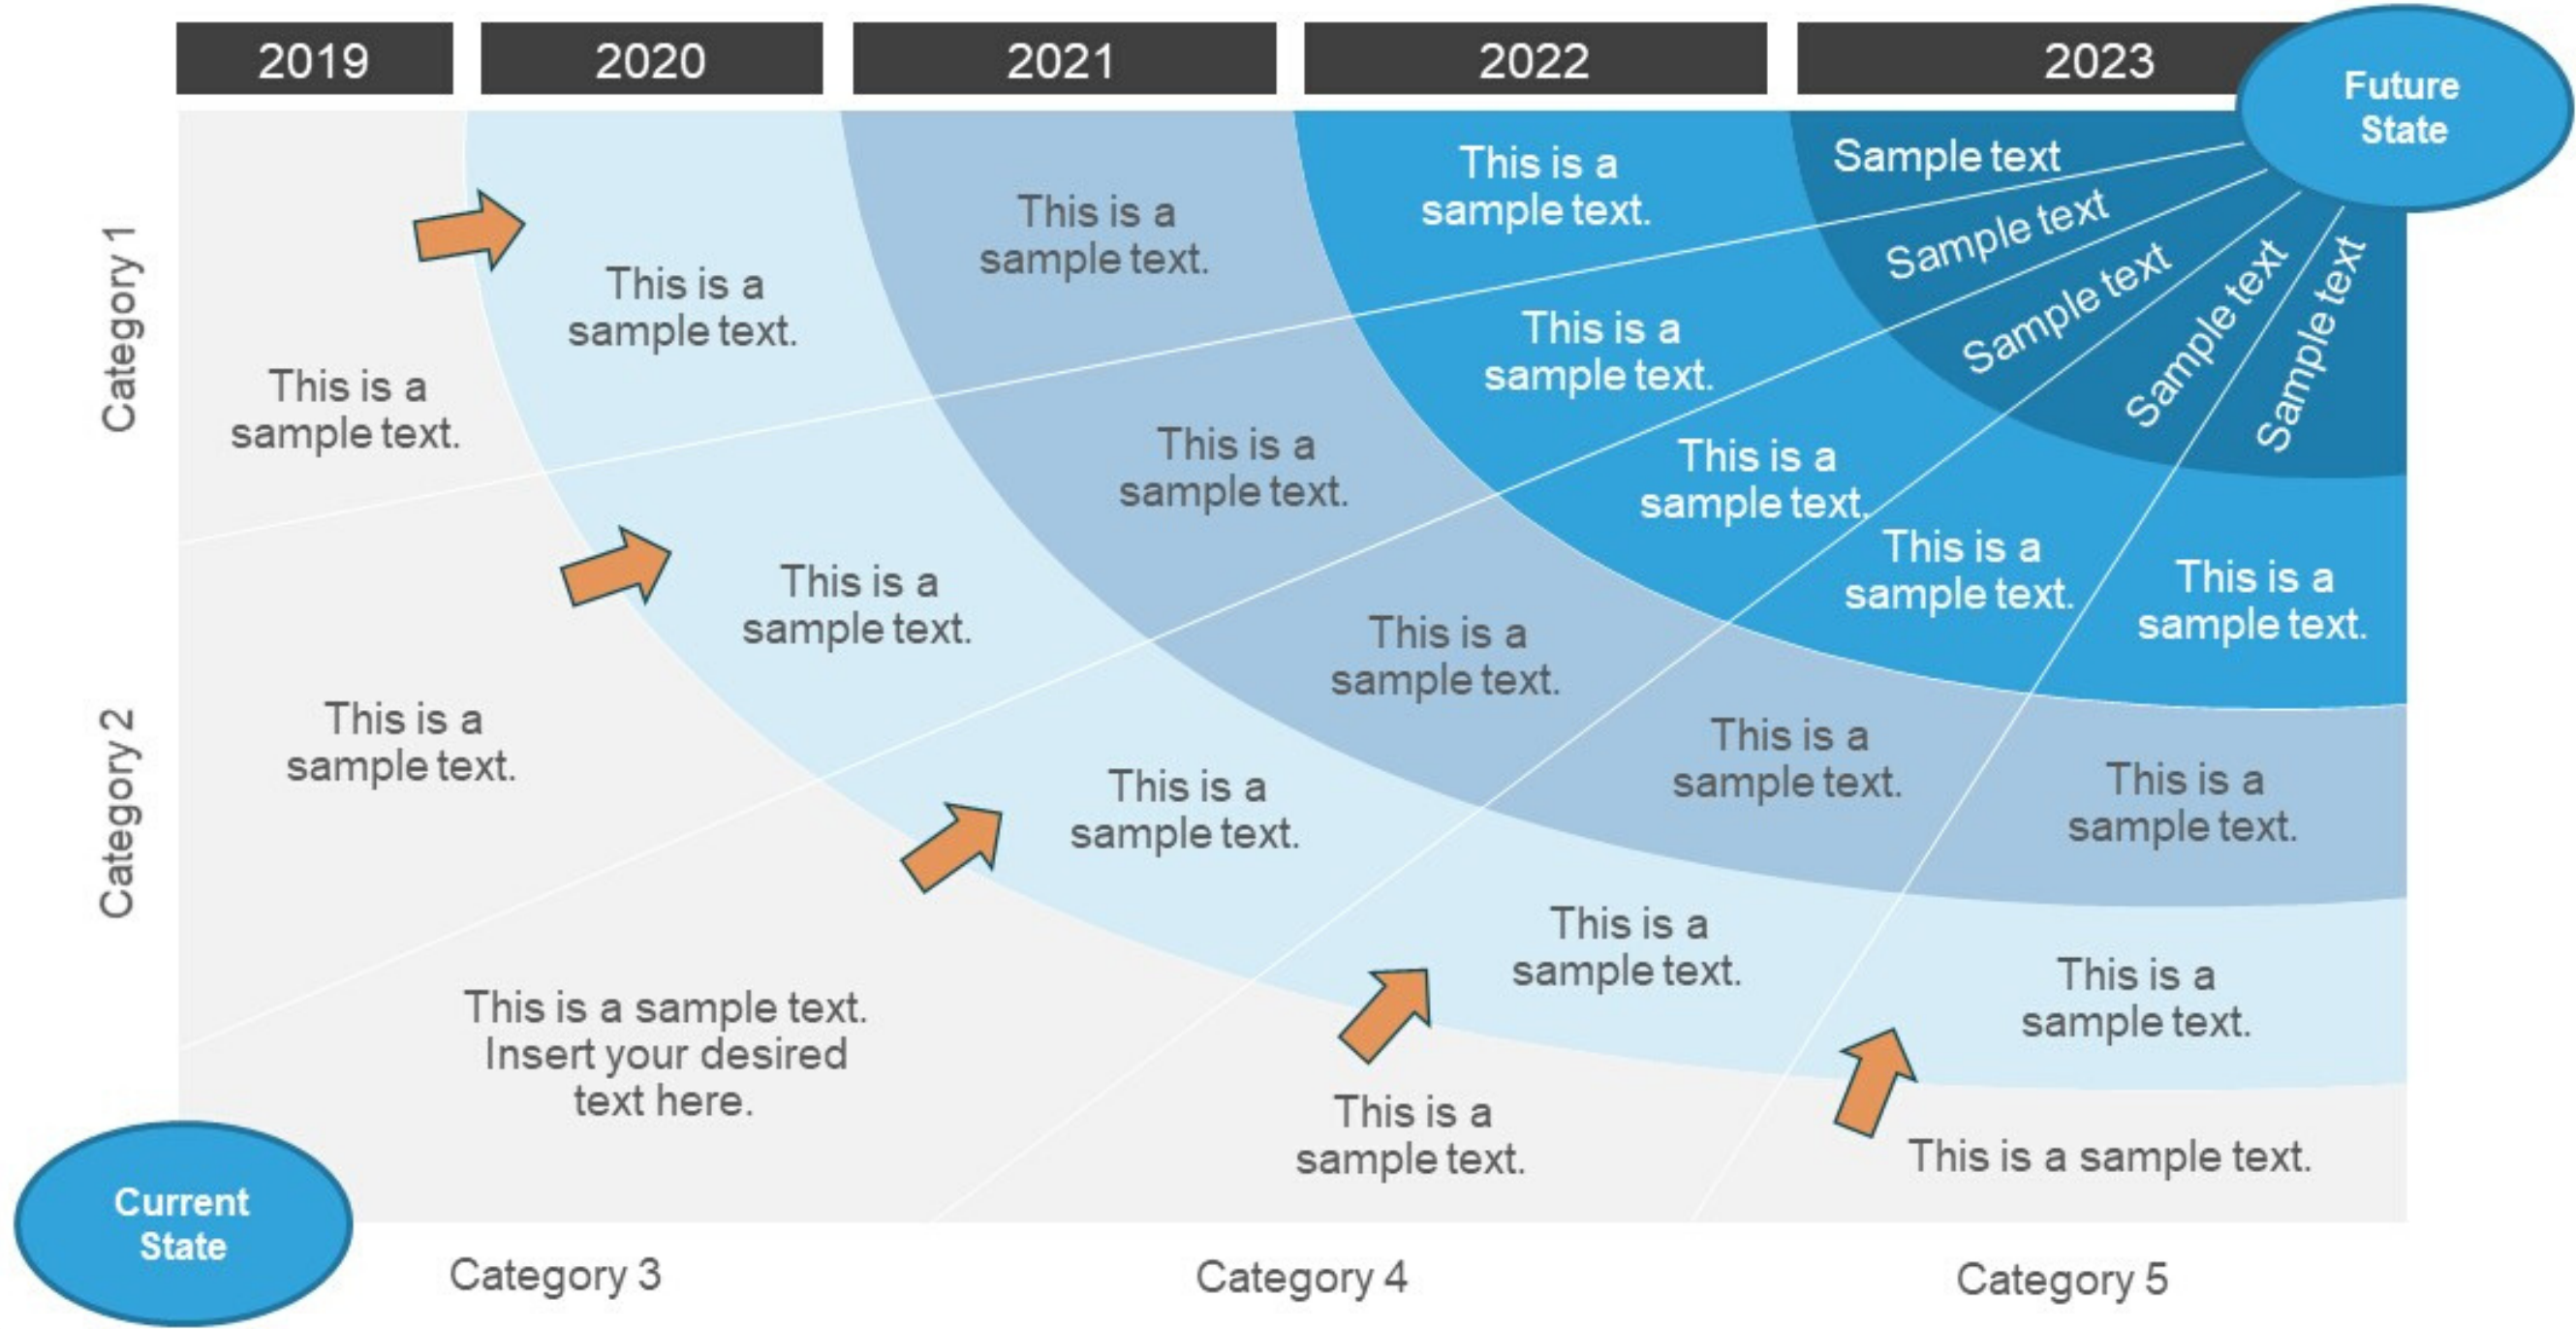 2019
2020
2021
2022
2023
Future
State
Category 1
This is a
sample text.
This is a
sample text.
This is a
sample text.
This is a
sample text.
Sample text
Category 2
This is a
sample text.
This is a
sample text.
This is a
sample text.
This is a
sample text.
Sample text
This is a sample text.
Insert your desired
text here.
This is a
sample text.
This is a
sample text.
This is a
sample text.
Sample text
This is a
sample text.
This is a
sample text.
This is a
sample text.
This is a
sample text.
Sample text
This is a sample text.
This is a
sample text.
This is a
sample text.
This is a
sample text.
Sample text
Current
State
Category 3
Category 4
Category 5